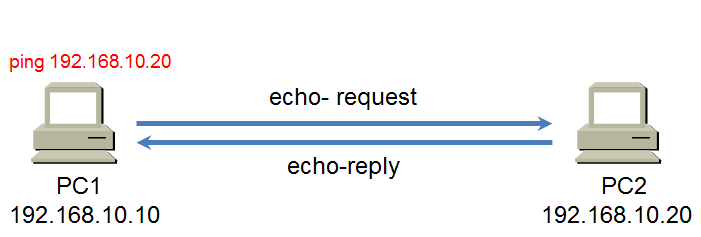 ping 192.168.10.20
echo- request
echo-reply
PC1
192.168.10.10
PC2
192.168.10.20